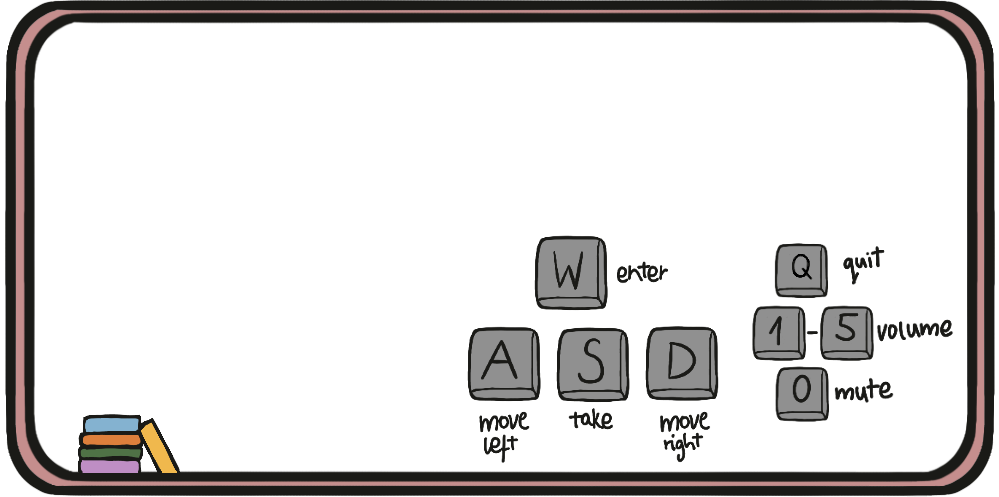 W enter
Q quit
1 - 5 volume
A S D
0 mute
move left
take
move right